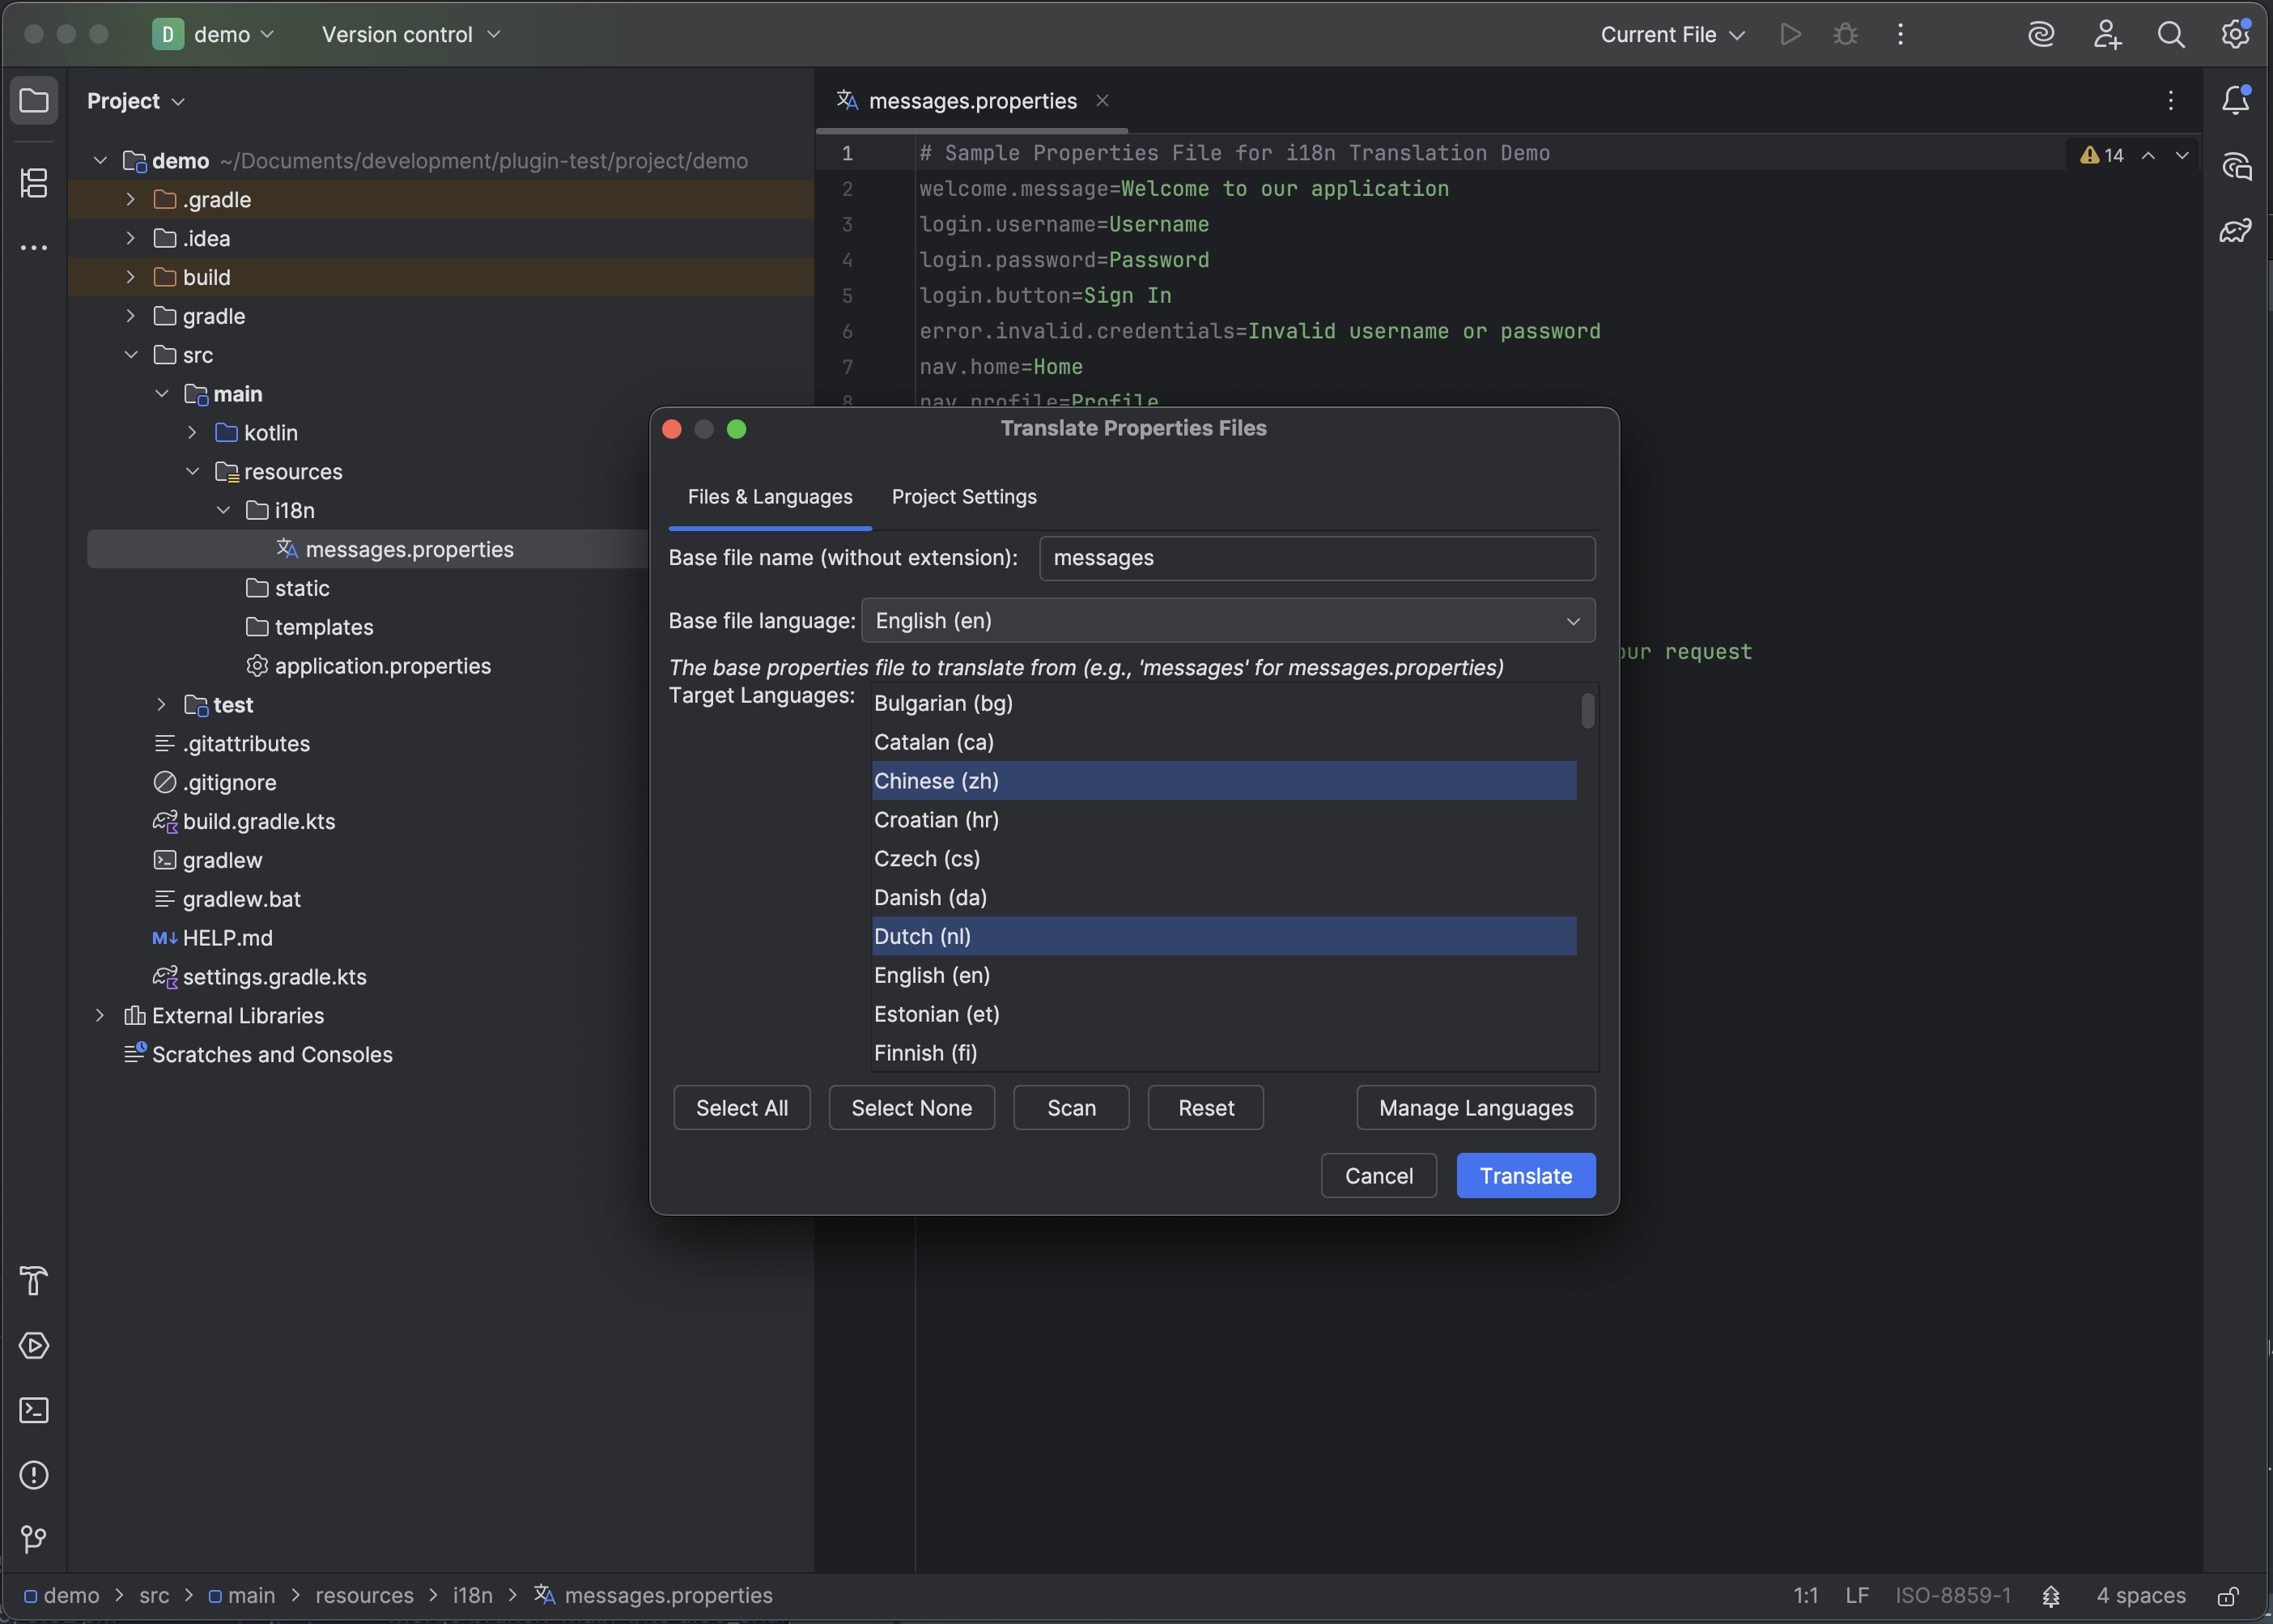 D demo Version control Current File
Project
messages.properties
demo ~/Documents/development/plugin-test/project/demo
.gradle
.idea
build
gradle
src
main
kotlin
resources
i18n
messages.properties
static
templates
application.properties
test
.gitattributes
.gitignore
build.gradle.kts
gradlew
gradlew.bat
M↓ HELP.md
settings.gradle.kts
External Libraries
Scratches and Consoles
1 # Sample Properties File for i18n Translation Demo
14
2 welcome.message=Welcome to our application
3 login.username=Username
4 login.password=Password
5 login.button=Sign In
6 error.invalid.credentials=Invalid username or password
7 nav.home=Home
8 nav.profile=Profile
our request
Translate Properties Files
Files & Languages Project Settings
Base file name (without extension): messages
Base file language: English (en)
The base properties file to translate from (e.g., 'messages' for messages.properties)
Target Languages:
Bulgarian (bg)
Catalan (ca)
Chinese (zh)
Croatian (hr)
Czech (cs)
Danish (da)
Dutch (nl)
English (en)
Estonian (et)
Finnish (fi)
Select All Select None Scan Reset Manage Languages
Cancel Translate
demo > src > main > resources > i18n > messages.properties
1:1 LF ISO-8859-1 4 spaces